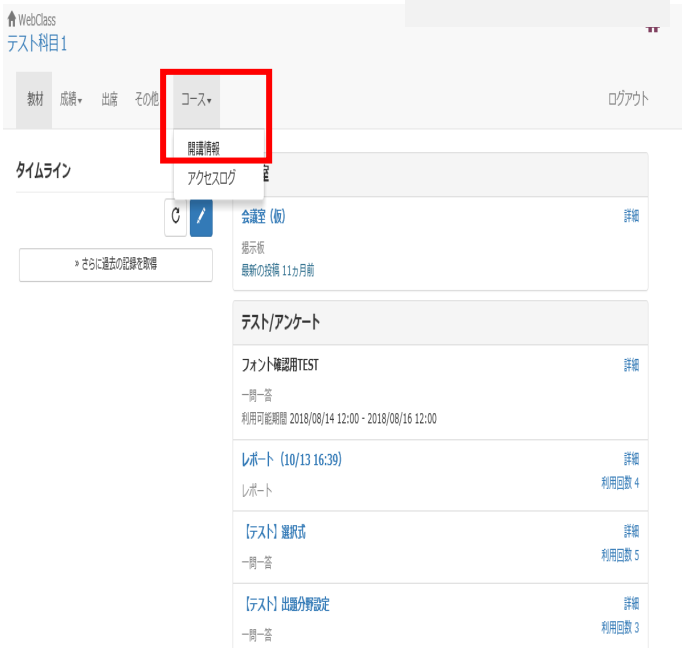 WebClass
テスト科目1
教材 成績▾ 出席 その他 コース▾ ログアウト
開講情報
アクセスログ
タイムライン
» さらに過去の記録を取得
室
会議室（仮） 詳細
掲示板
最新の投稿 11ヵ月前
テスト/アンケート
フォント確認用TEST 詳細
一問一答
利用可能期間 2018/08/14 12:00 - 2018/08/16 12:00
レポート（10/13 16:39） 詳細
レポート 利用回数 4
【テスト】選択式 詳細
一問一答 利用回数 5
【テスト】出題分野設定 詳細
一問一答 利用回数 3